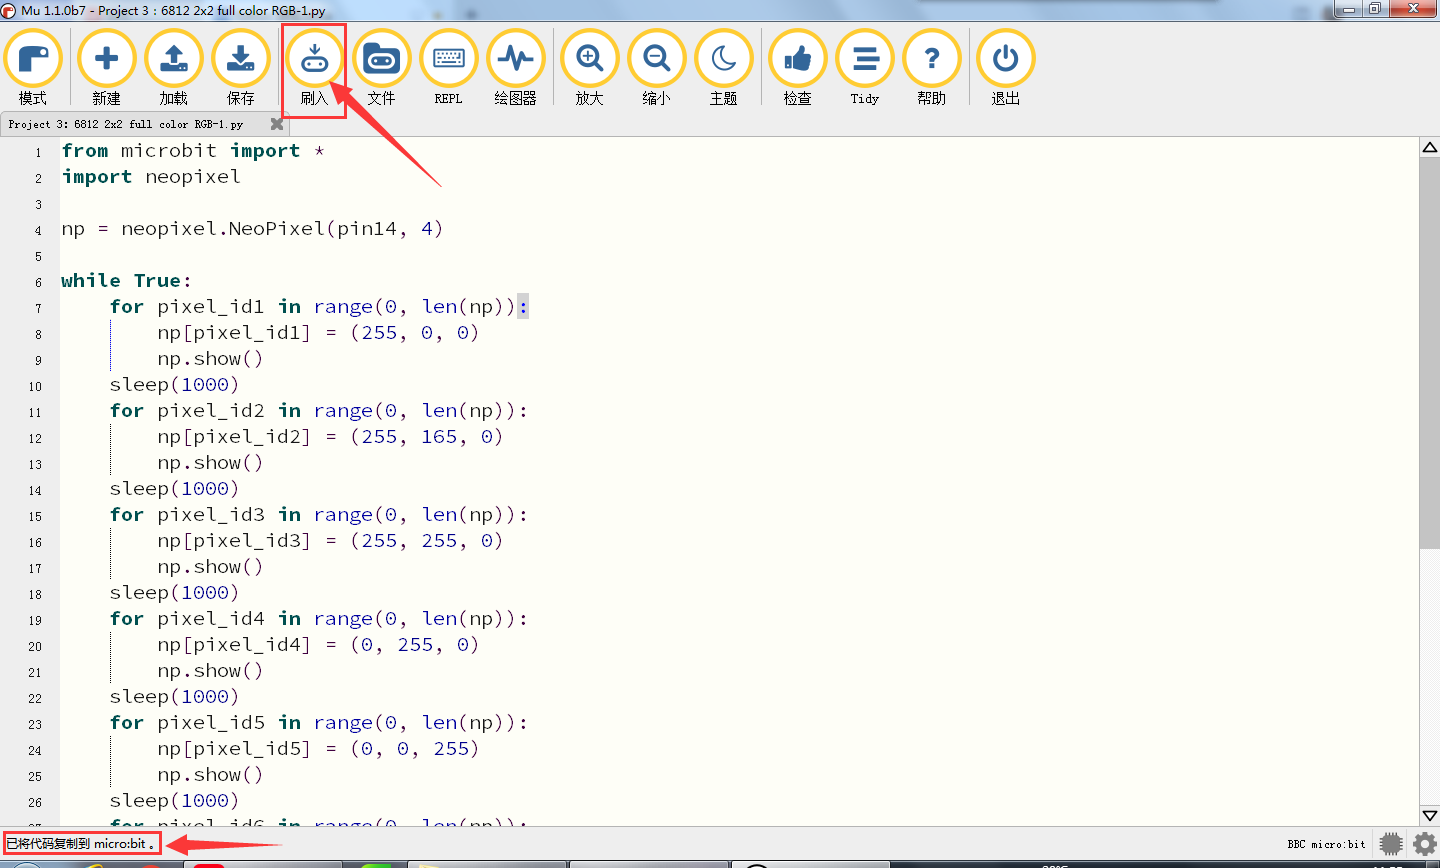 Mu 1.1.0b7 - Project 3：6812 2x2 full color RGB-1.py
模式 新建 加载 保存 刷入 文件 REPL 绘图器 放大 缩小 主题 检查 Tidy 帮助 退出
Project 3：6812 2x2 full color RGB-1.py
1 from microbit import *
2 import neopixel
3
4 np = neopixel.NeoPixel(pin14, 4)
5
6 while True:
7 for pixel_id1 in range(0, len(np)):
8 np[pixel_id1] = (255, 0, 0)
9 np.show()
10 sleep(1000)
11 for pixel_id2 in range(0, len(np)):
12 np[pixel_id2] = (255, 165, 0)
13 np.show()
14 sleep(1000)
15 for pixel_id3 in range(0, len(np)):
16 np[pixel_id3] = (255, 255, 0)
17 np.show()
18 sleep(1000)
19 for pixel_id4 in range(0, len(np)):
20 np[pixel_id4] = (0, 255, 0)
21 np.show()
22 sleep(1000)
23 for pixel_id5 in range(0, len(np)):
24 np[pixel_id5] = (0, 0, 255)
25 np.show()
26 sleep(1000)
for pixel_id6 in range(0, len(np)):
已将代码复制到 micro:bit 。
BBC micro:bit